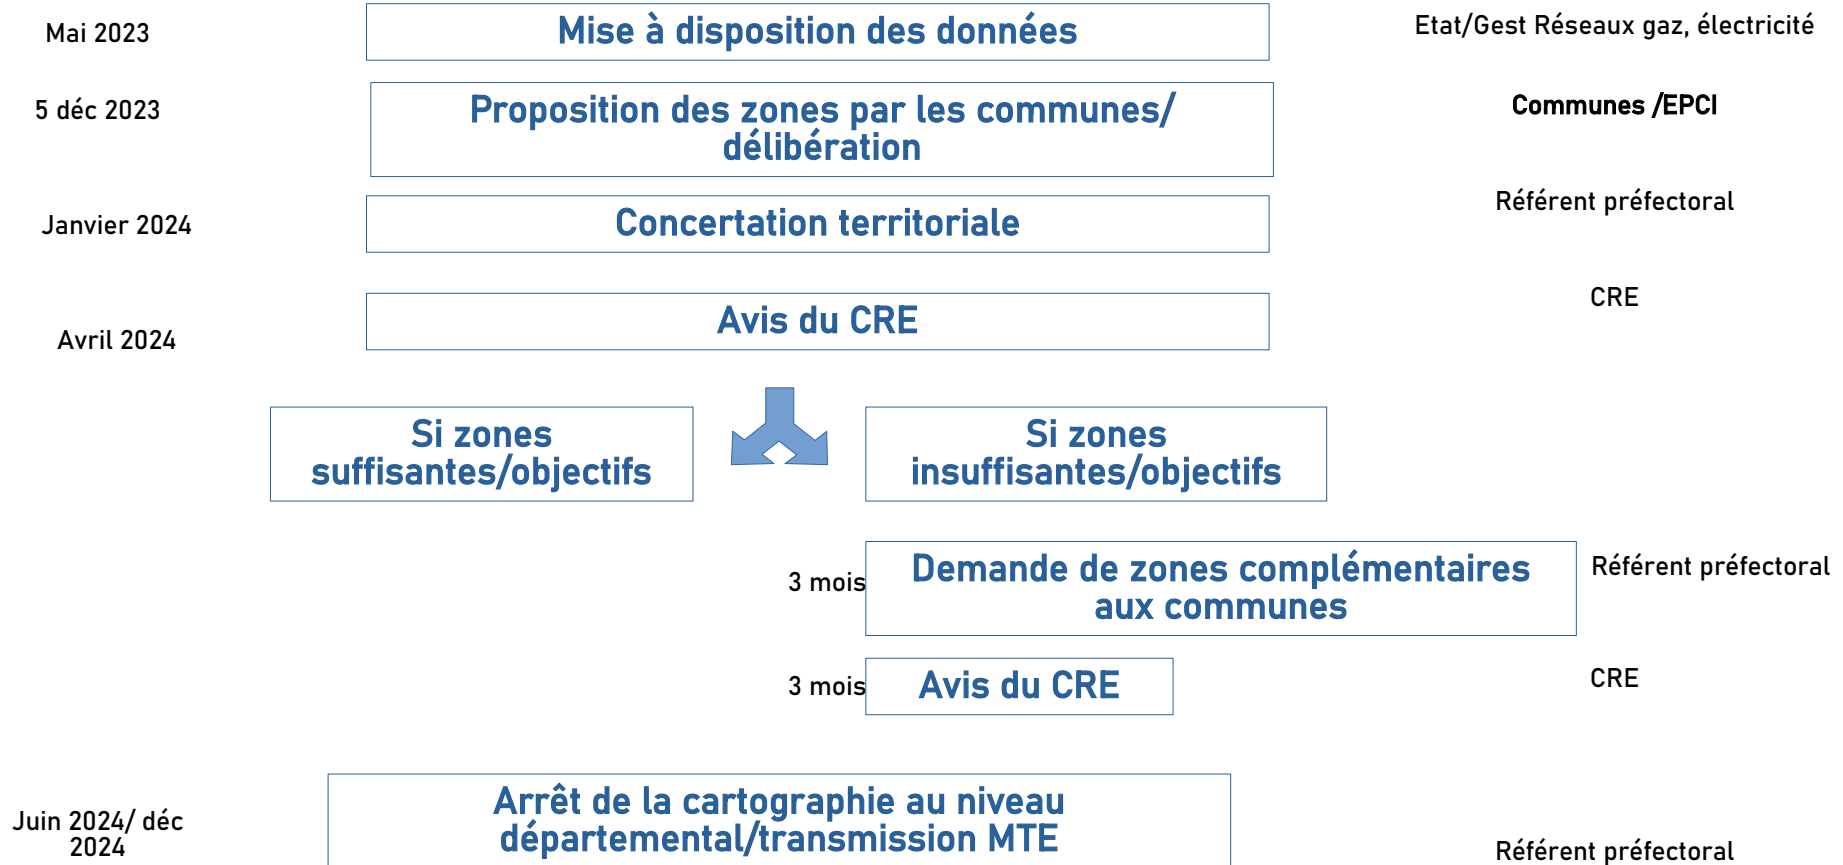 Mai 2023
Mise à disposition des données
Etat/Gest Réseaux gaz, électricité
5 déc 2023
Proposition des zones par les communes/
délibération
Communes /EPCI
Janvier 2024
Concertation territoriale
Référent préfectoral
Avril 2024
Avis du CRE
CRE
Si zones
suffisantes/objectifs
Si zones
insuffisantes/objectifs
3 mois
Demande de zones complémentaires
aux communes
Référent préfectoral
3 mois
Avis du CRE
CRE
Juin 2024/ déc
2024
Arrêt de la cartographie au niveau
départemental/transmission MTE
Référent préfectoral